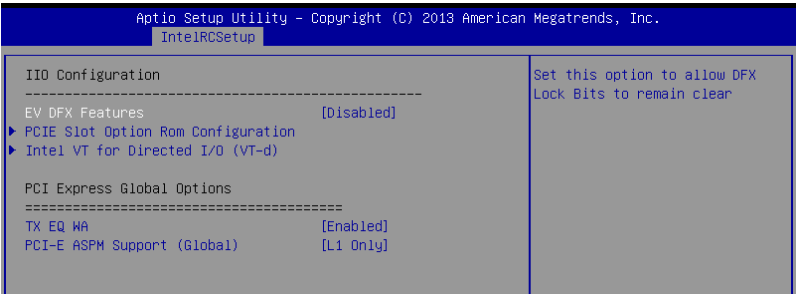 Aptio Setup Utility – Copyright (C) 2013 American Megatrends, Inc.
IntelRCSetup
IIO Configuration
--------------------------------------------------
EV DFX Features [Disabled]
PCIE Slot Option Rom Configuration
Intel VT for Directed I/O (VT-d)
PCI Express Global Options
========================================
TX EQ WA [Enabled]
PCI-E ASPM Support (Global) [L1 Only]
Set this option to allow DFX
Lock Bits to remain clear